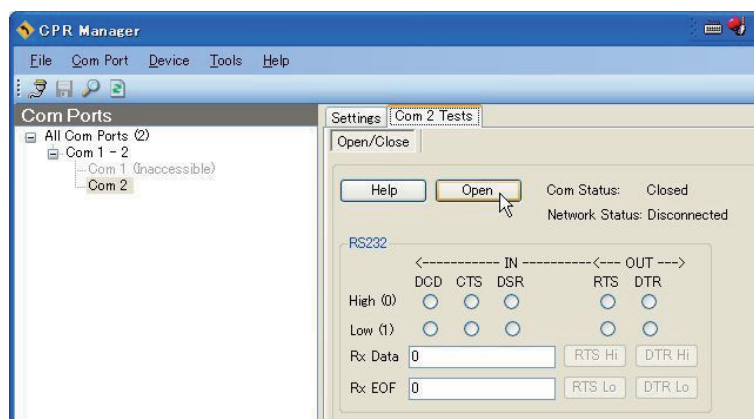 CPR Manager
File Com Port Device Tools Help
Com Ports
All Com Ports (2)
Com 1 - 2
Com 1 (Inaccessible)
Com 2
Settings Com 2 Tests
Open/Close
Help Open Com Status: Closed
Network Status: Disconnected
RS232
<----------- IN -----------<--- OUT --->
DCD CTS DSR RTS DTR
High (0)
Low (1)
Rx Data 0 RTS Hi DTR Hi
Rx EOF 0 RTS Lo DTR Lo